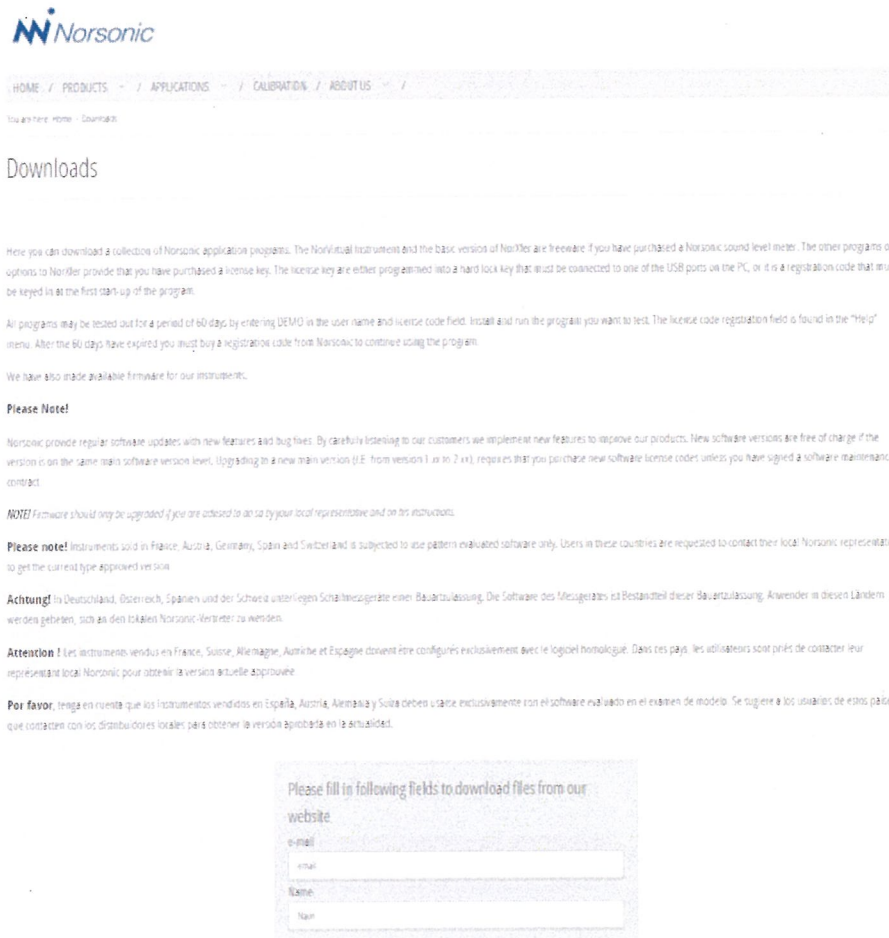 Norsonic
HOME / PRODUCTS / APPLICATIONS / CALIBRATION / ABOUT US /
You are here: Home Downloads
Downloads
Here you can download a collection of Norsonic application programs. The NorVirtual Instrument and the basic version of NorXfer are freeware if you have purchased a Norsonic sound level meter. The other programs
options to NorXfer provide that you have purchased a license key. The license key are either programmed into a hard lock key that must be connected to one of the USB ports on the PC, or it is a registration code that
be keyed in at the first start-up of the program.
All programs may be tested out for a period of 60 days by entering DEMO in the user name and license code field. Install and run the program you want to test. The license code registration field is found in the "Help"
menu. After the 60 days have expired you must buy a registration code from Norsonic to continue using the program.
We have also made available firmware for our instruments.
Please Note!
Norsonic provide regular software updates with new features and bug fixes. By carefully listening to our customers we implement new features to improve our products. New software versions are free of charge if the
version is on the same main software version level. Upgrading to a new main version (I.E. from version 1.xx to 2.xx), requires that you purchase new software license codes unless you have signed a software maintenanc
contract.
NOTE! Firmware should only be upgraded if you are advised to do so by your local representative and on his instructions.
Please note! Instruments sold in France, Austria, Germany, Spain and Switzerland is subjected to use pattern evaluated software only. Users in these countries are requested to contact their local Norsonic representati
to get the current type approved version
Achtung! In Deutschland, Österreich, Spanien und der Schweiz unterliegen Schallmessgeräte einer Bauartzulassung. Die Software des Messgerätes ist Bestandteil dieser Bauartzulassung. Anwender in diesen Ländern
werden gebeten, sich an den lokalen Norsonic-Vertreter zu wenden.
Attention ! Les instruments vendus en France, Suisse, Allemagne, Autriche et Espagne doivent être configurés exclusivement avec le logiciel homologué. Dans ces pays, les utilisateurs sont priés de contacter leur
représentant local Norsonic pour obtenir la version actuelle approuvée.
Por favor, tenga en cuenta que los instrumentos vendidos en España, Austria, Alemania y Suiza deben usarse exclusivamente con el software evaluado en el examen de modelo. Se sugiere a los usuarios de estos paíse
que contacten con los distribuidores locales para obtener la versión aprobada en la actualidad.
Please fill in following fields to download files from our
website.
e-mail
email
Name